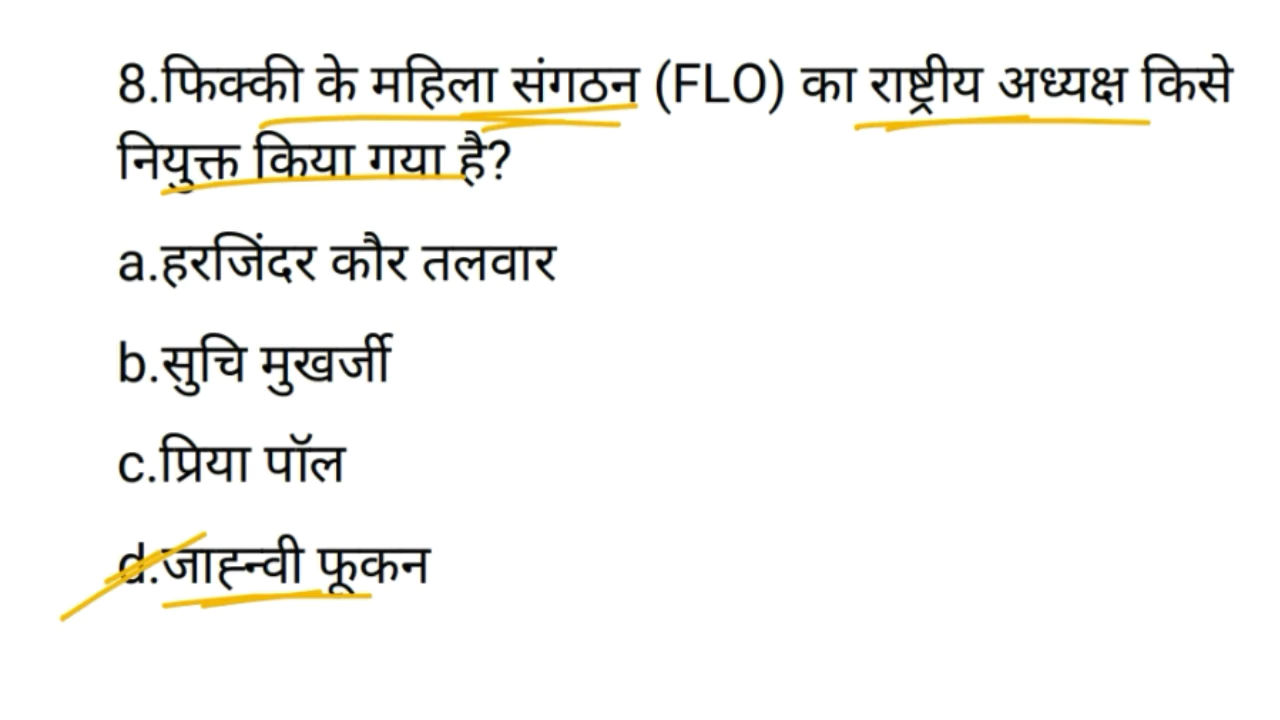 8.फिक्की के महिला संगठन (FLO) का राष्ट्रीय अध्यक्ष किसे
नियुक्त किया गया है?
a.हरजिंदर कौर तलवार
b.सुचि मुखर्जी
c.प्रिया पॉल
d.जाह्न्वी फूकन